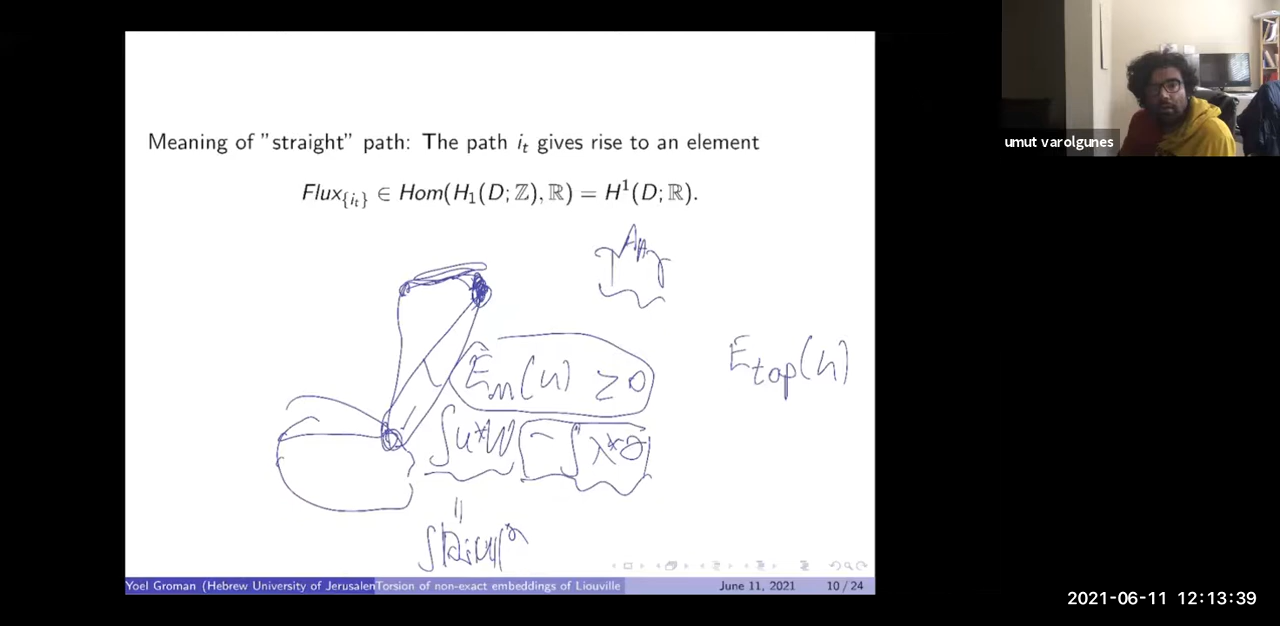 Meaning of "straight" path: The path i_t gives rise to an element
Flux_{i_t} ∈ Hom(H_1(D; ℤ), ℝ) = H^1(D; ℝ).
E_top(u)
(u) ≥ 0
∫u*ω - ∫λ*θ
Yoel Groman (Hebrew University of Jerusalen
Torsion of non-exact embeddings of Liouville
June 11, 2021
10 / 24
umut varolgunes
2021-06-11 12:13:39